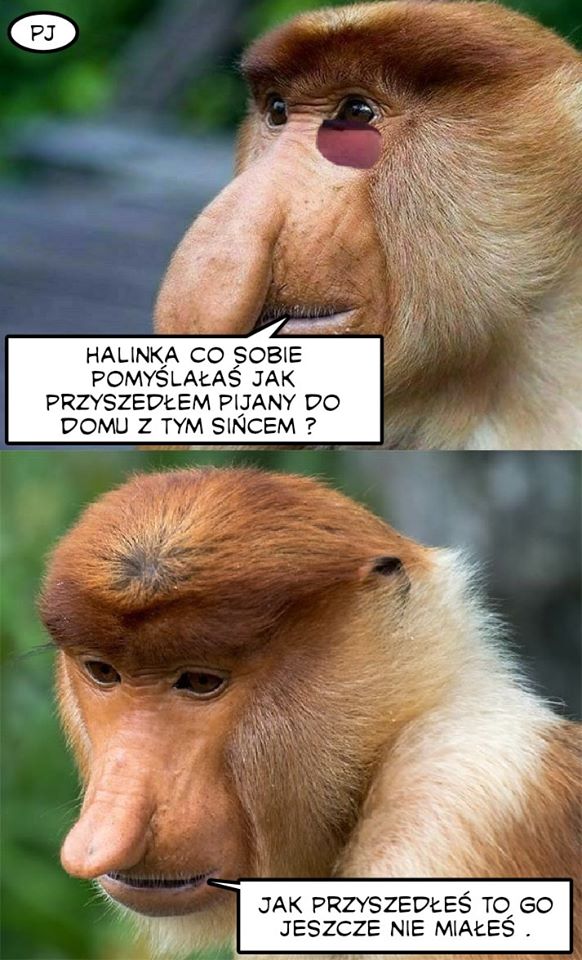 PJ
HALINKA CO SOBIE
POMYŚLAŁAŚ JAK
PRZYSZEDŁEM PIJANY DO
DOMU Z TYM SIŃCEM ?
JAK PRZYSZEDŁEŚ TO GO
JESZCZE NIE MIAŁEŚ .